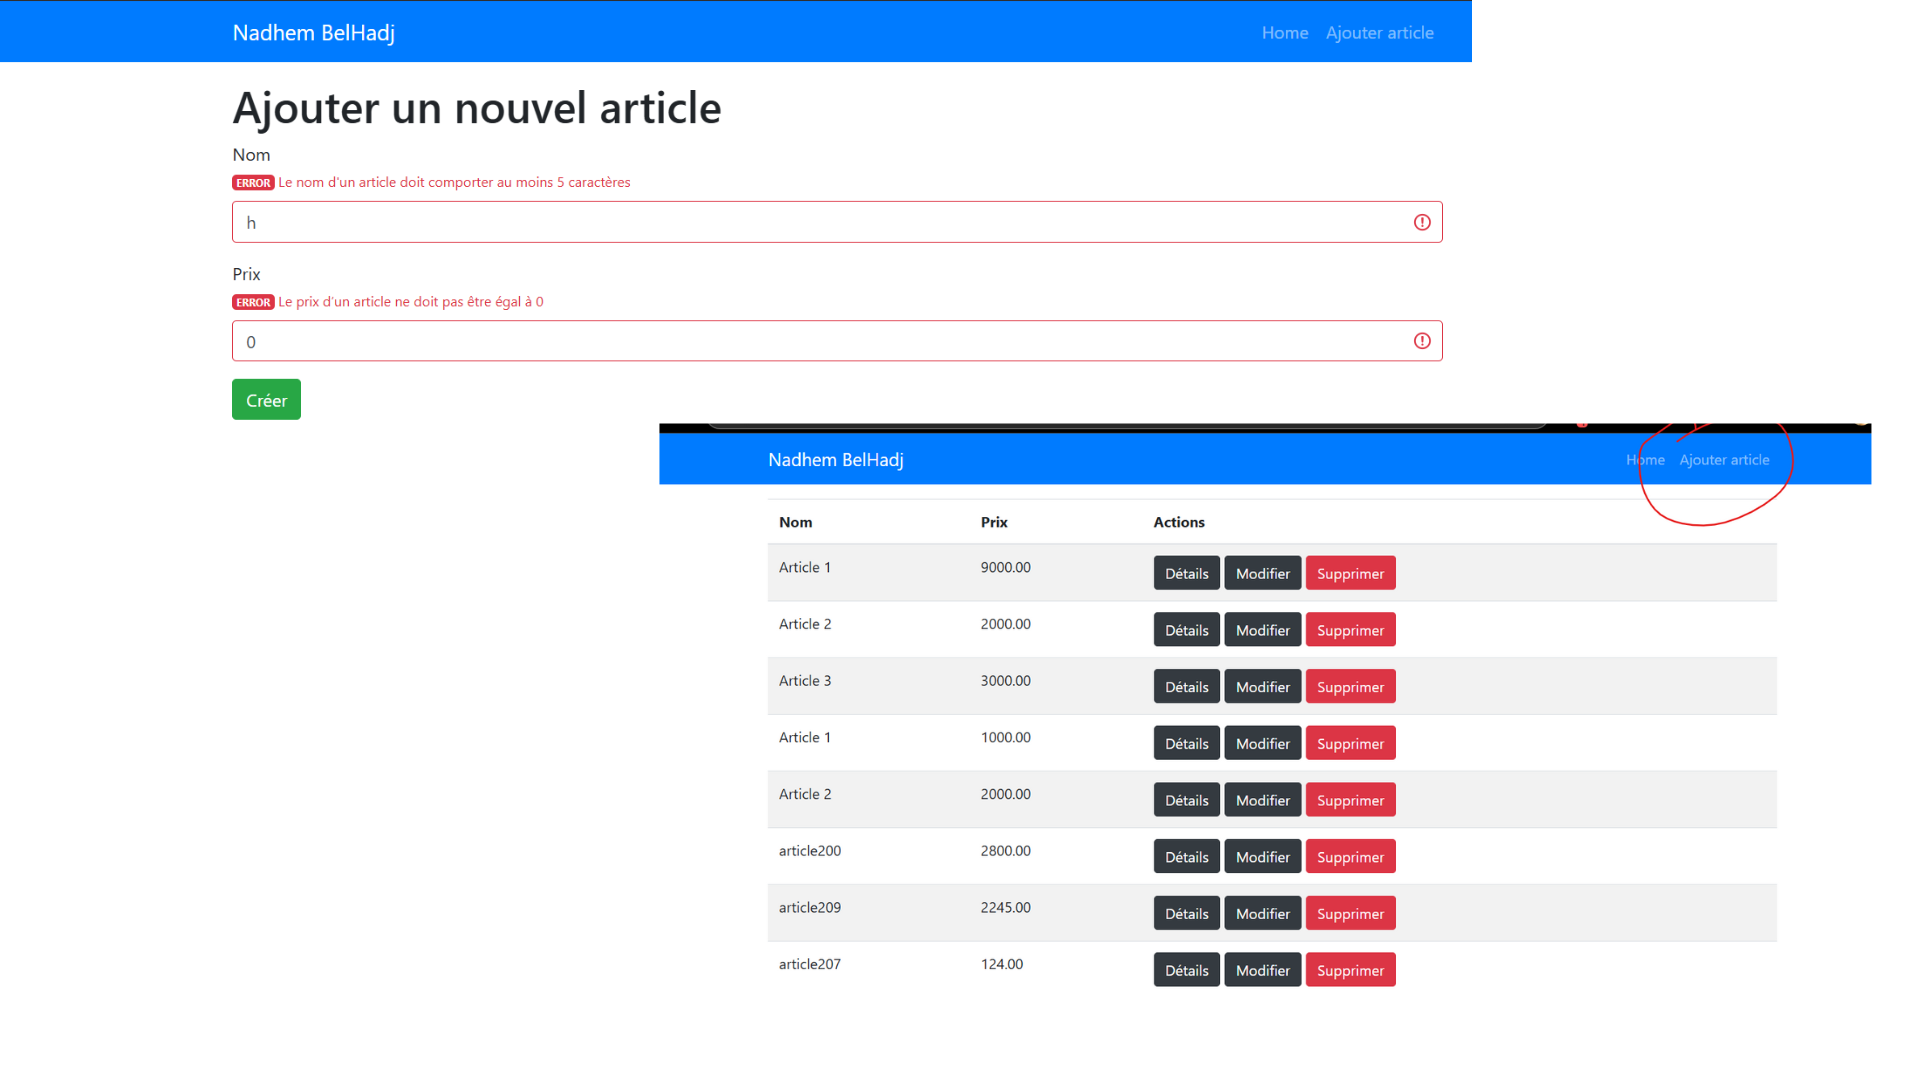 Nadhem BelHadj Home Ajouter article
Ajouter un nouvel article
Nom
ERROR Le nom d'un article doit comporter au moins 5 caractères
h
Prix
ERROR Le prix d'un article ne doit pas être égal à 0
0
Créer
Nadhem BelHadj Home Ajouter article
Nom Prix Actions
Article 1 9000.00 Détails Modifier Supprimer
Article 2 2000.00 Détails Modifier Supprimer
Article 3 3000.00 Détails Modifier Supprimer
Article 1 1000.00 Détails Modifier Supprimer
Article 2 2000.00 Détails Modifier Supprimer
article200 2800.00 Détails Modifier Supprimer
article209 2245.00 Détails Modifier Supprimer
article207 124.00 Détails Modifier Supprimer